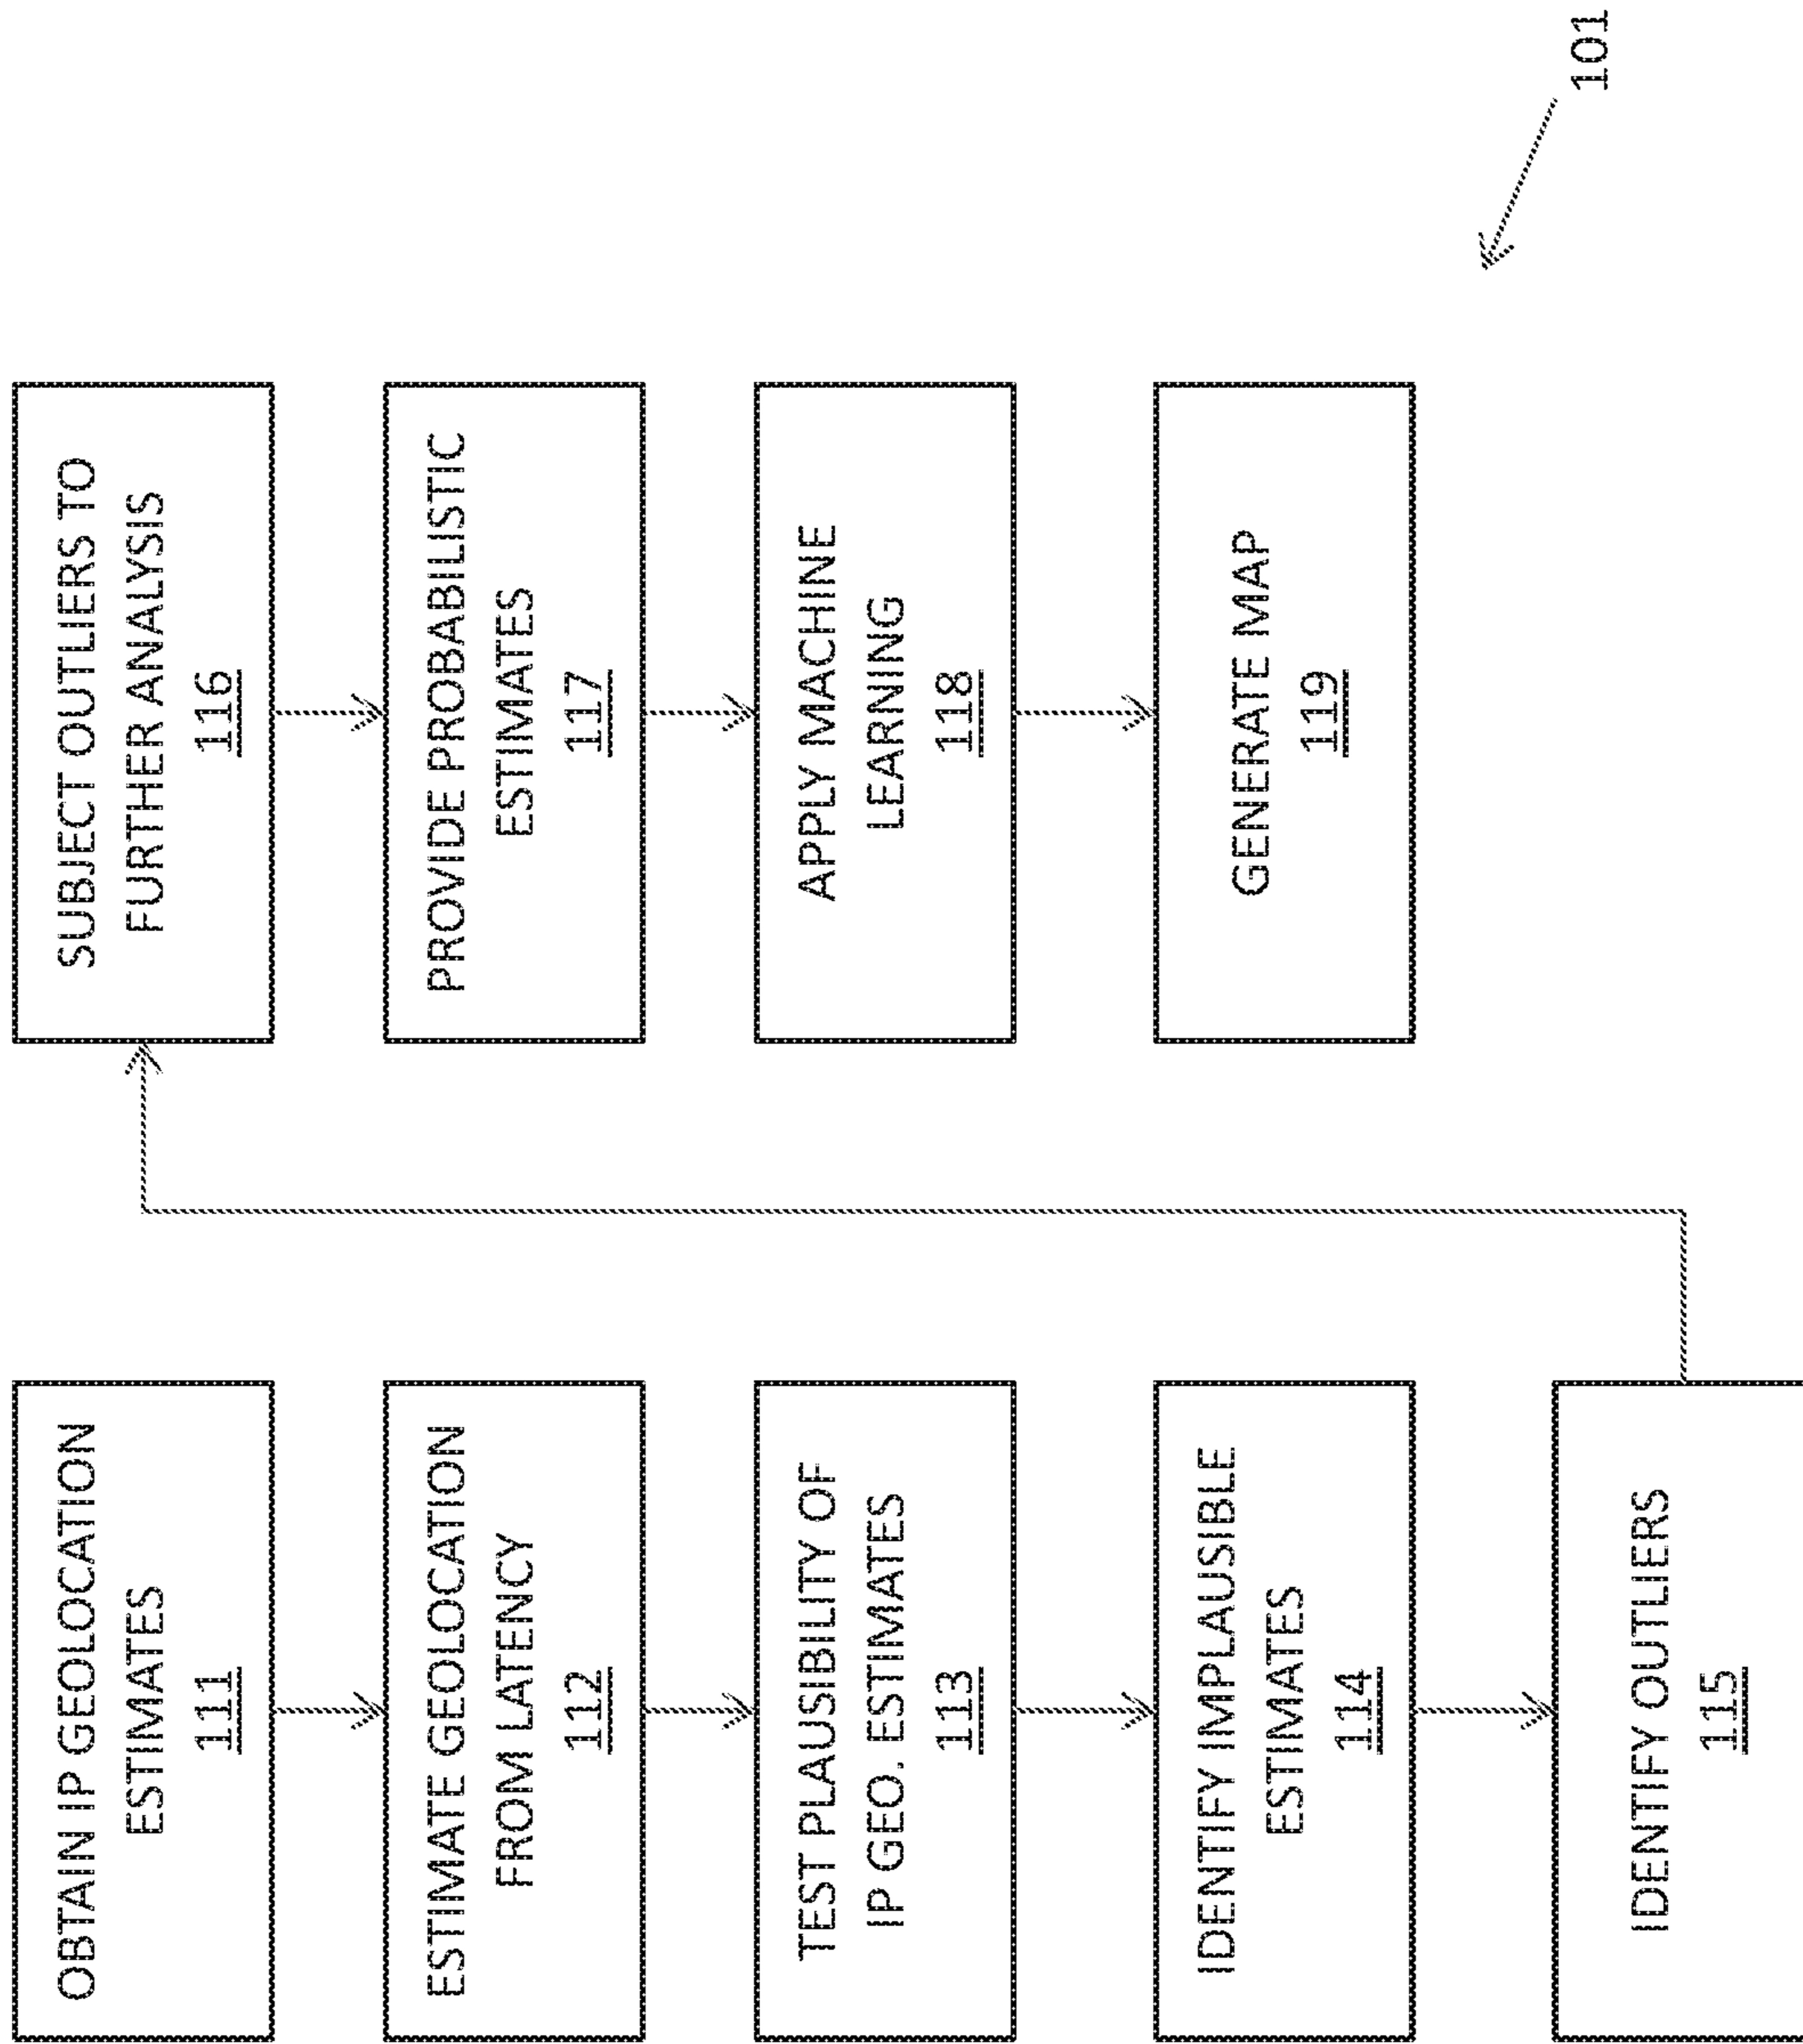 OBTAIN IP GEOLOCATION
ESTIMATES
111
ESTIMATE GEOLOCATION
FROM LATENCY
112
TEST PLAUSIBILITY OF
IP GEO. ESTIMATES
113
IDENTIFY IMPLAUSIBLE
ESTIMATES
114
IDENTIFY OUTLIERS
115
SUBJECT OUTLIERS TO
FURTHER ANALYSIS
116
PROVIDE PROBABILISTIC
ESTIMATES
117
APPLY MACHINE
LEARNING
118
GENERATE MAP
119
101